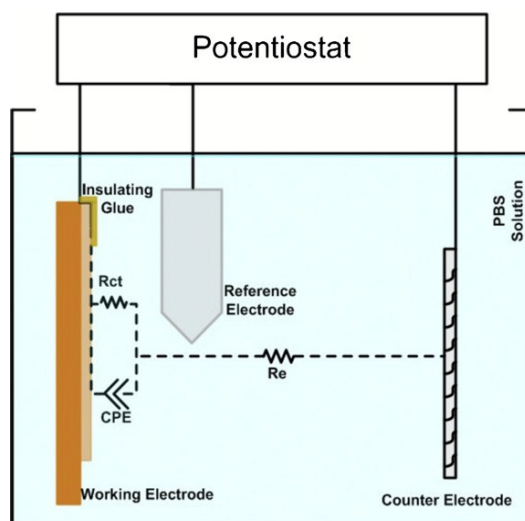 Potentiostat
Insulating
Glue
PBS
Solution
Rct
Reference
Electrode
Re
CPE
Working Electrode
Counter Electrode